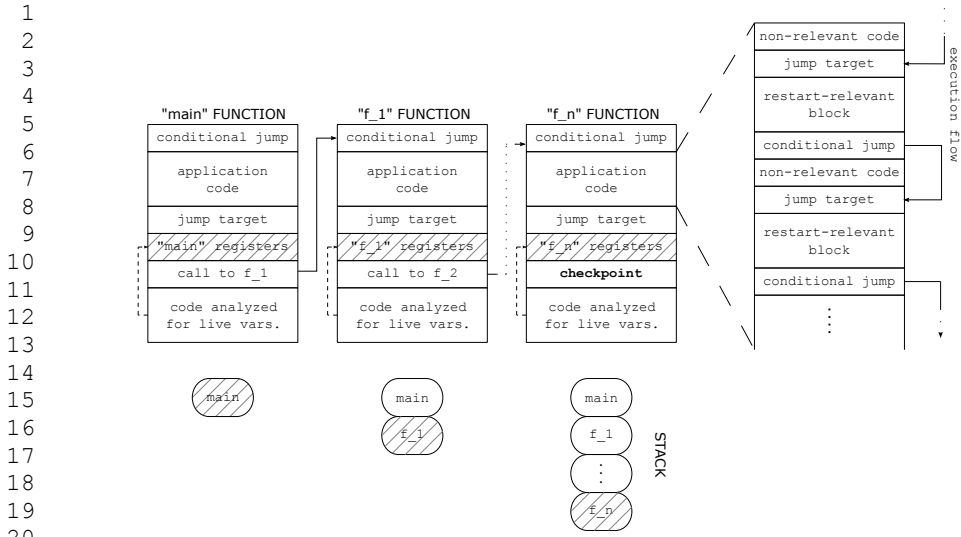 1
2
3
4
5
6
7
8
9
10
11
12
13
14
15
16
17
18
19
20
"main" FUNCTION
conditional jump
application
code
jump target
"main" registers
call to f_1
code analyzed
for live vars.
main
"f_1" FUNCTION
conditional jump
application
code
jump target
"f_1" registers
call to f_2
code analyzed
for live vars.
main
f_1
"f_n" FUNCTION
conditional jump
application
code
jump target
"f_n" registers
checkpoint
code analyzed
for live vars.
main
f_1
f_n
STACK
non-relevant code
jump target
restart-relevant
block
conditional jump
non-relevant code
jump target
restart-relevant
block
conditional jump
execution flow